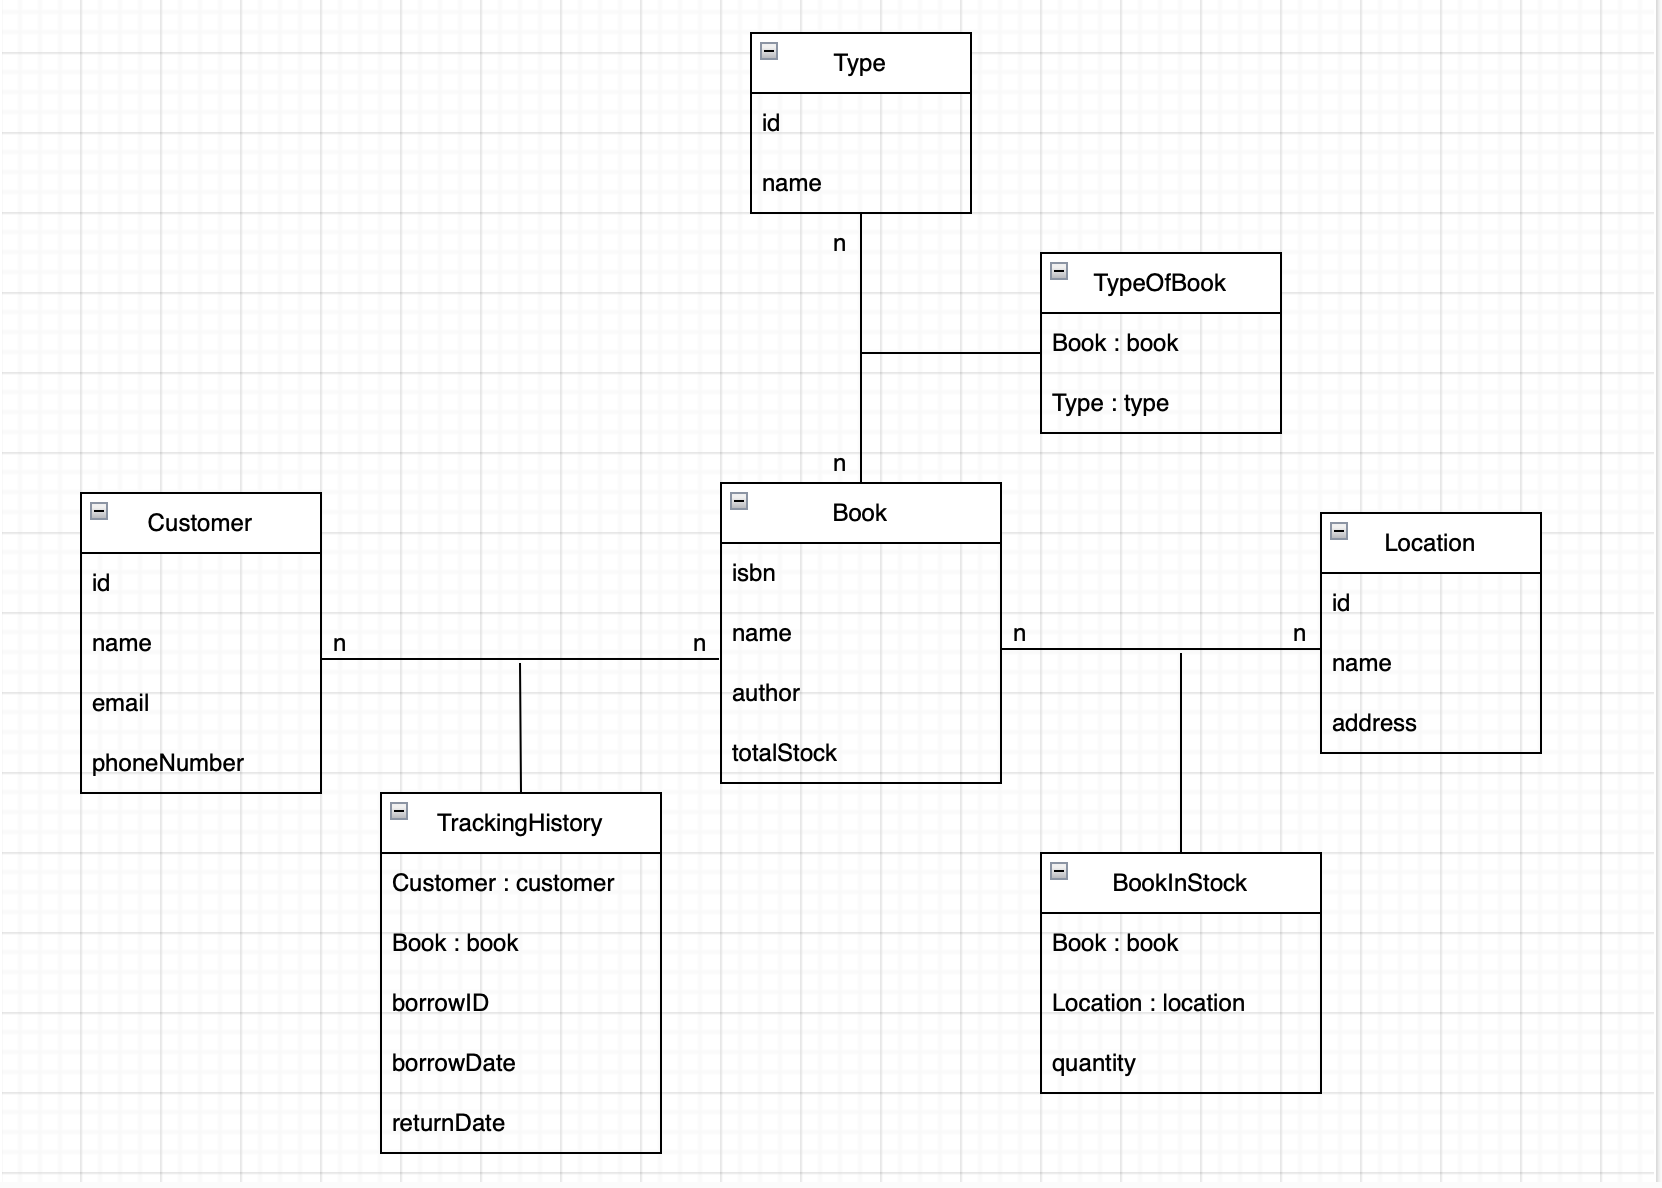 Type
id
name
n
TypeOfBook
Book : book
Type : type
n
Customer
id
name
email
phoneNumber
n
n
Book
isbn
name
author
totalStock
n
n
Location
id
name
address
TrackingHistory
Customer : customer
Book : book
borrowID
borrowDate
returnDate
BookInStock
Book : book
Location : location
quantity